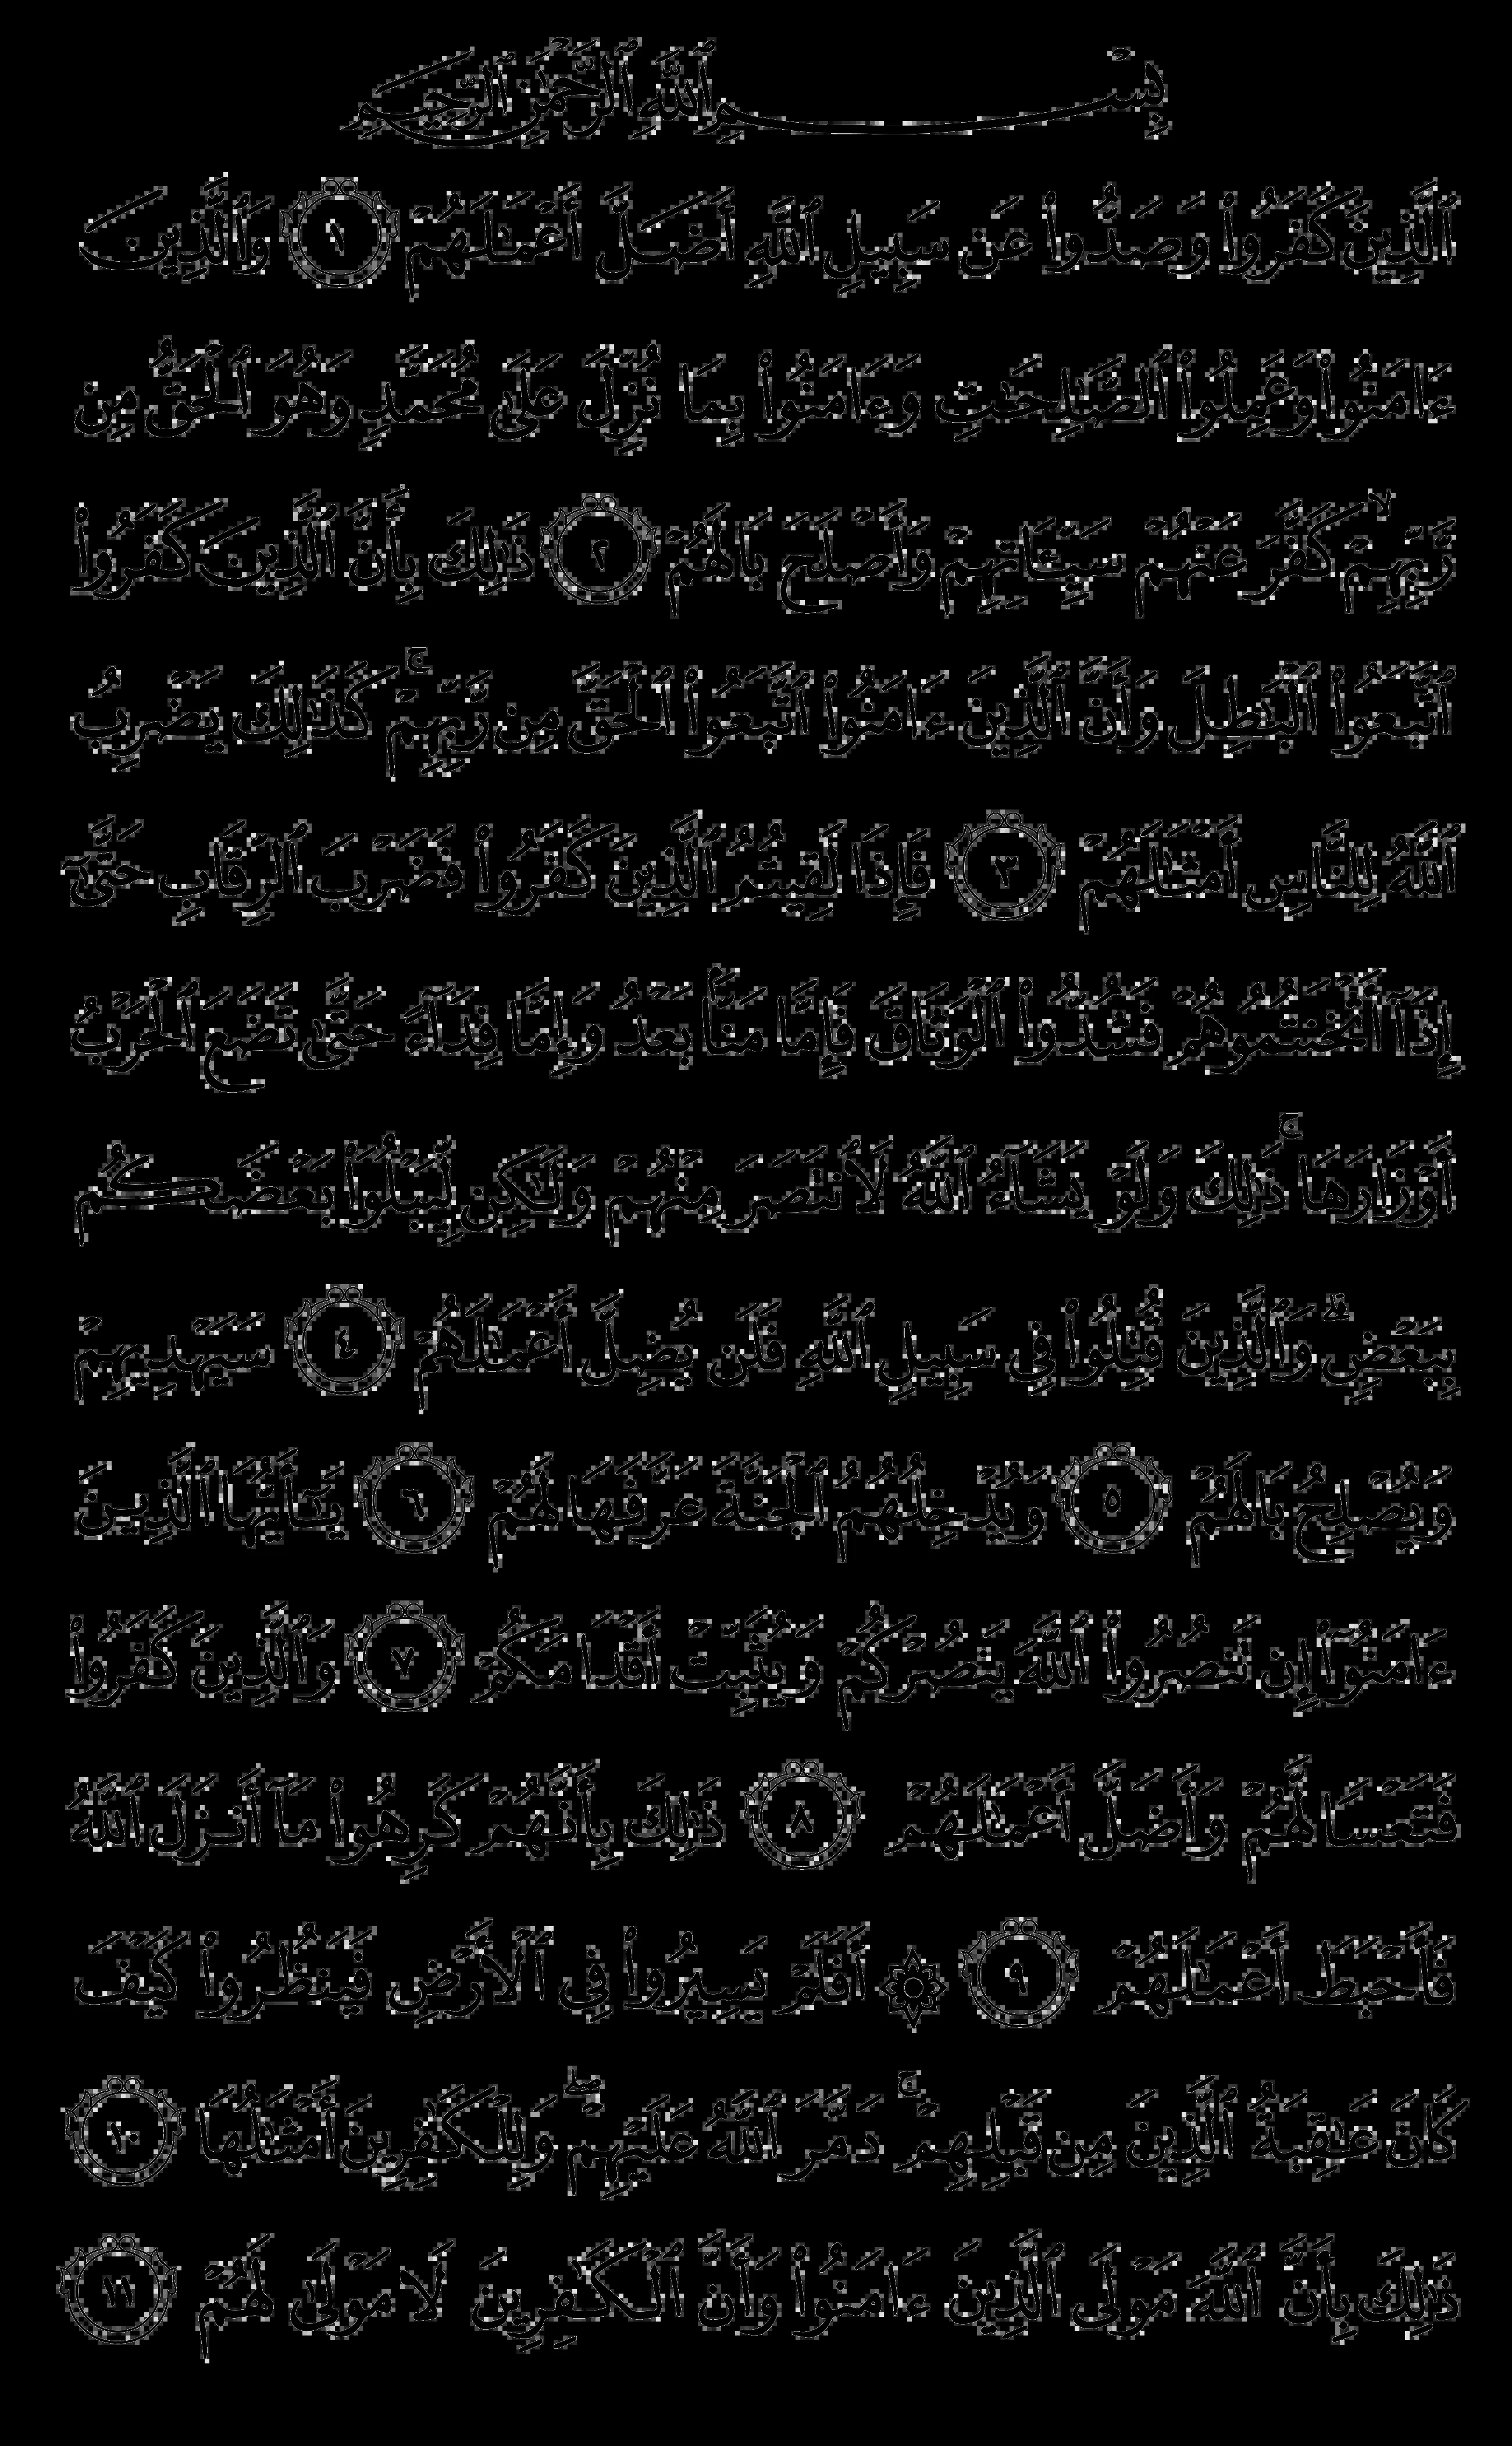 بِسْمِ ٱللَّهِ ٱلرَّحْمَٰنِ ٱلرَّحِيمِ
ٱلَّذِينَ كَفَرُوا۟ وَصَدُّوا۟ عَن سَبِيلِ ٱللَّهِ أَضَلَّ أَعْمَٰلَهُمْ ١ وَٱلَّذِينَ
ءَامَنُوا۟ وَعَمِلُوا۟ ٱلصَّٰلِحَٰتِ وَءَامَنُوا۟ بِمَا نُزِّلَ عَلَىٰ مُحَمَّدٍ وَهُوَ ٱلْحَقُّ مِن
رَّبِّهِمْ ۙ كَفَّرَ عَنْهُمْ سَيِّـَٔاتِهِمْ وَأَصْلَحَ بَالَهُمْ ٢ ذَٰلِكَ بِأَنَّ ٱلَّذِينَ كَفَرُوا۟
ٱتَّبَعُوا۟ ٱلْبَٰطِلَ وَأَنَّ ٱلَّذِينَ ءَامَنُوا۟ ٱتَّبَعُوا۟ ٱلْحَقَّ مِن رَّبِّهِمْ ۚ كَذَٰلِكَ يَضْرِبُ
ٱللَّهُ لِلنَّاسِ أَمْثَٰلَهُمْ ٣ فَإِذَا لَقِيتُمُ ٱلَّذِينَ كَفَرُوا۟ فَضَرْبَ ٱلرِّقَابِ حَتَّىٰٓ
إِذَآ أَثْخَنتُمُوهُمْ فَشُدُّوا۟ ٱلْوَثَاقَ فَإِمَّا مَنًّۢا بَعْدُ وَإِمَّا فِدَآءً حَتَّىٰ تَضَعَ ٱلْحَرْبُ
أَوْزَارَهَا ۚ ذَٰلِكَ وَلَوْ يَشَآءُ ٱللَّهُ لَٱنتَصَرَ مِنْهُمْ وَلَٰكِن لِّيَبْلُوَا۟ بَعْضَكُم
بِبَعْضٍ ۗ وَٱلَّذِينَ قُتِلُوا۟ فِى سَبِيلِ ٱللَّهِ فَلَن يُضِلَّ أَعْمَٰلَهُمْ ٤ سَيَهْدِيهِمْ
وَيُصْلِحُ بَالَهُمْ ٥ وَيُدْخِلُهُمُ ٱلْجَنَّةَ عَرَّفَهَا لَهُمْ ٦ يَٰٓأَيُّهَا ٱلَّذِينَ
ءَامَنُوٓا۟ إِن تَنصُرُوا۟ ٱللَّهَ يَنصُرْكُمْ وَيُثَبِّتْ أَقْدَامَكُمْ ٧ وَٱلَّذِينَ كَفَرُوا۟
فَتَعْسًا لَّهُمْ وَأَضَلَّ أَعْمَٰلَهُمْ ٨ ذَٰلِكَ بِأَنَّهُمْ كَرِهُوا۟ مَآ أَنزَلَ ٱللَّهُ
فَأَحْبَطَ أَعْمَٰلَهُمْ ٩ ۞ أَفَلَمْ يَسِيرُوا۟ فِى ٱلْأَرْضِ فَيَنظُرُوا۟ كَيْفَ
كَانَ عَٰقِبَةُ ٱلَّذِينَ مِن قَبْلِهِمْ ۚ دَمَّرَ ٱللَّهُ عَلَيْهِمْ ۖ وَلِلْكَٰفِرِينَ أَمْثَٰلُهَا ١٠
ذَٰلِكَ بِأَنَّ ٱللَّهَ مَوْلَى ٱلَّذِينَ ءَامَنُوا۟ وَأَنَّ ٱلْكَٰفِرِينَ لَا مَوْلَىٰ لَهُمْ ١١